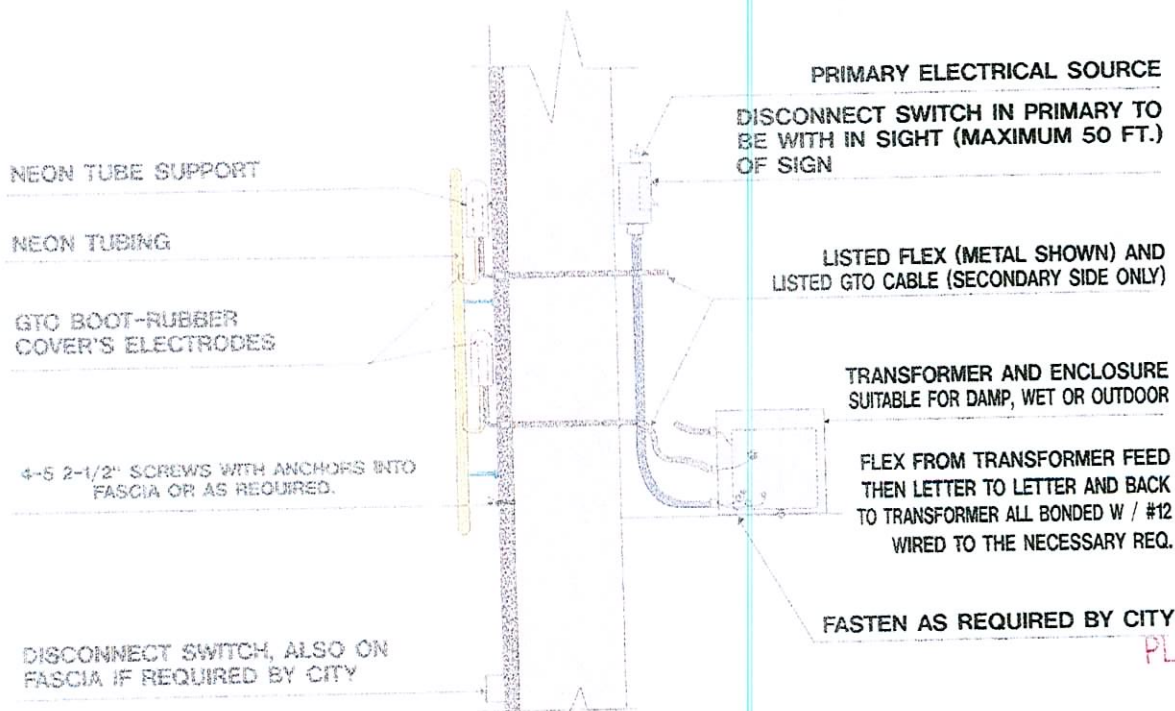 NEON TUBE SUPPORT
NEON TUBING
GTO BOOT-RUBBER
COVER'S ELECTRODES
4-5 2-1/2" SCREWS WITH ANCHORS INTO
FASCIA OR AS REQUIRED.
DISCONNECT SWITCH, ALSO ON
FASCIA IF REQUIRED BY CITY
PRIMARY ELECTRICAL SOURCE
DISCONNECT SWITCH IN PRIMARY TO
BE WITH IN SIGHT (MAXIMUM 50 FT.)
OF SIGN
LISTED FLEX (METAL SHOWN) AND
LISTED GTO CABLE (SECONDARY SIDE ONLY)
TRANSFORMER AND ENCLOSURE
SUITABLE FOR DAMP, WET OR OUTDOOR
FLEX FROM TRANSFORMER FEED
THEN LETTER TO LETTER AND BACK
TO TRANSFORMER ALL BONDED W / #12
WIRED TO THE NECESSARY REQ.
FASTEN AS REQUIRED BY CITY
PL